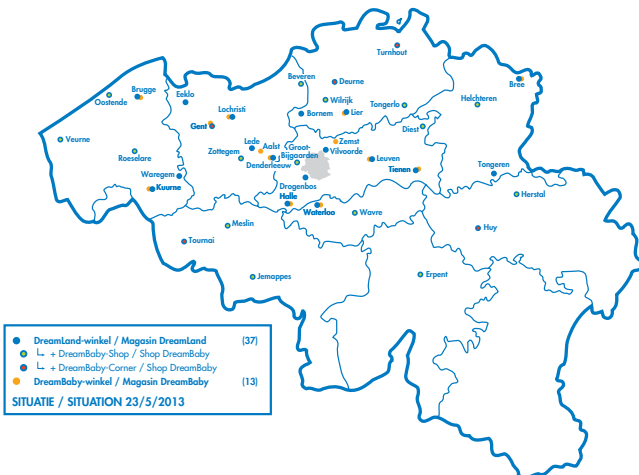 Turnhout
Beveren
Deurne
Bree
Brugge
Eeklo
Oostende
Wilrijk
Tongerlo
Helchteren
Lochristi
Bornem
Lier
Gent
Diest
Veurne
Zemst
Lede
Aalst
Groot-
Bijgaarden
Vilvoorde
Roeselare
Zottegem
Denderleeuw
Leuven
Tienen
Tongeren
Waregem
Kuurne
Drogenbos
Halle
Herstal
Waterloo
Wavre
Meslin
Huy
Tournai
Jemappes
Erpent
DreamLand-winkel / Magasin DreamLand (37)
+ DreamBaby-Shop / Shop DreamBaby
+ DreamBaby-Corner / Shop DreamBaby
DreamBaby-winkel / Magasin DreamBaby (13)
SITUATIE / SITUATION 23/5/2013